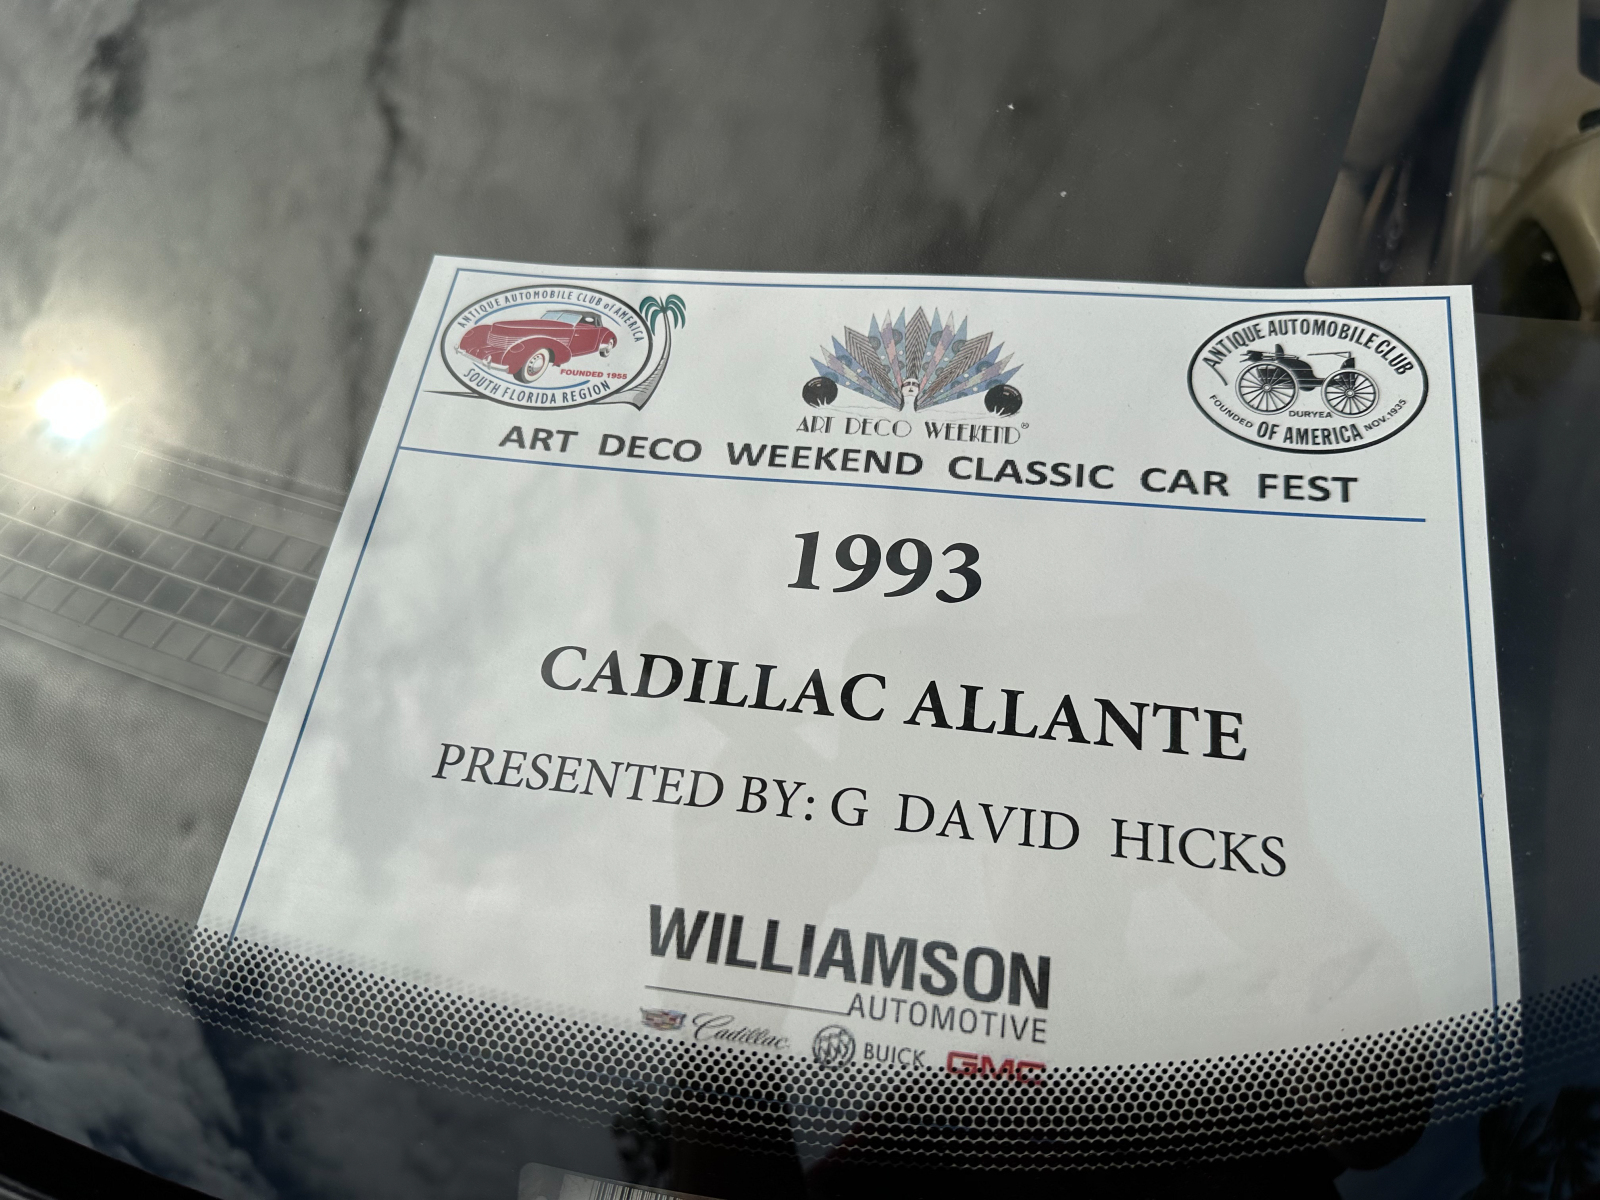 ANTIQUE AUTOMOBILE CLUB of AMERICA
FOUNDED 1955
SOUTH FLORIDA REGION
ART DECO WEEKEND®
ANTIQUE AUTOMOBILE CLUB
FOUNDED DURYEA NOV. 1935
OF AMERICA
ART DECO WEEKEND CLASSIC CAR FEST
1993
CADILLAC ALLANTE
PRESENTED BY: G DAVID HICKS
WILLIAMSON
AUTOMOTIVE
Cadillac BUICK GMC